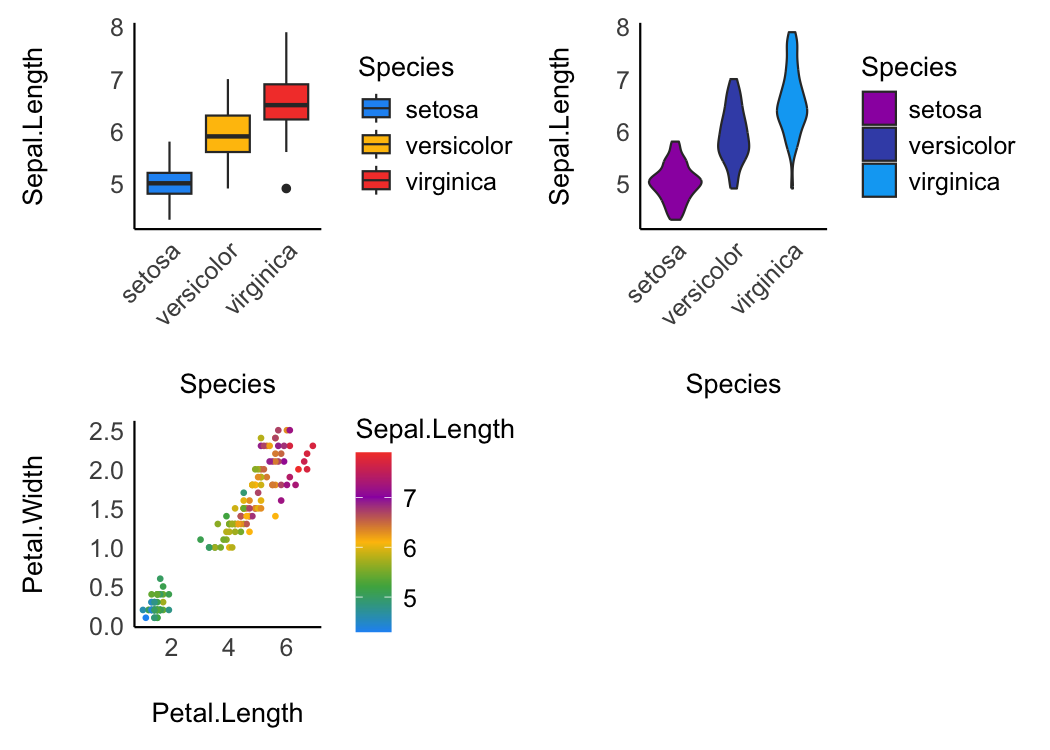 Sepal.Length
8
7
6
5
setosa
versicolor
virginica
Species
Species
setosa
versicolor
virginica
Sepal.Length
8
7
6
5
setosa
versicolor
virginica
Species
Species
setosa
versicolor
virginica
Petal.Width
2.5
2.0
1.5
1.0
0.5
0.0
2 4 6
Petal.Length
Sepal.Length
7
6
5